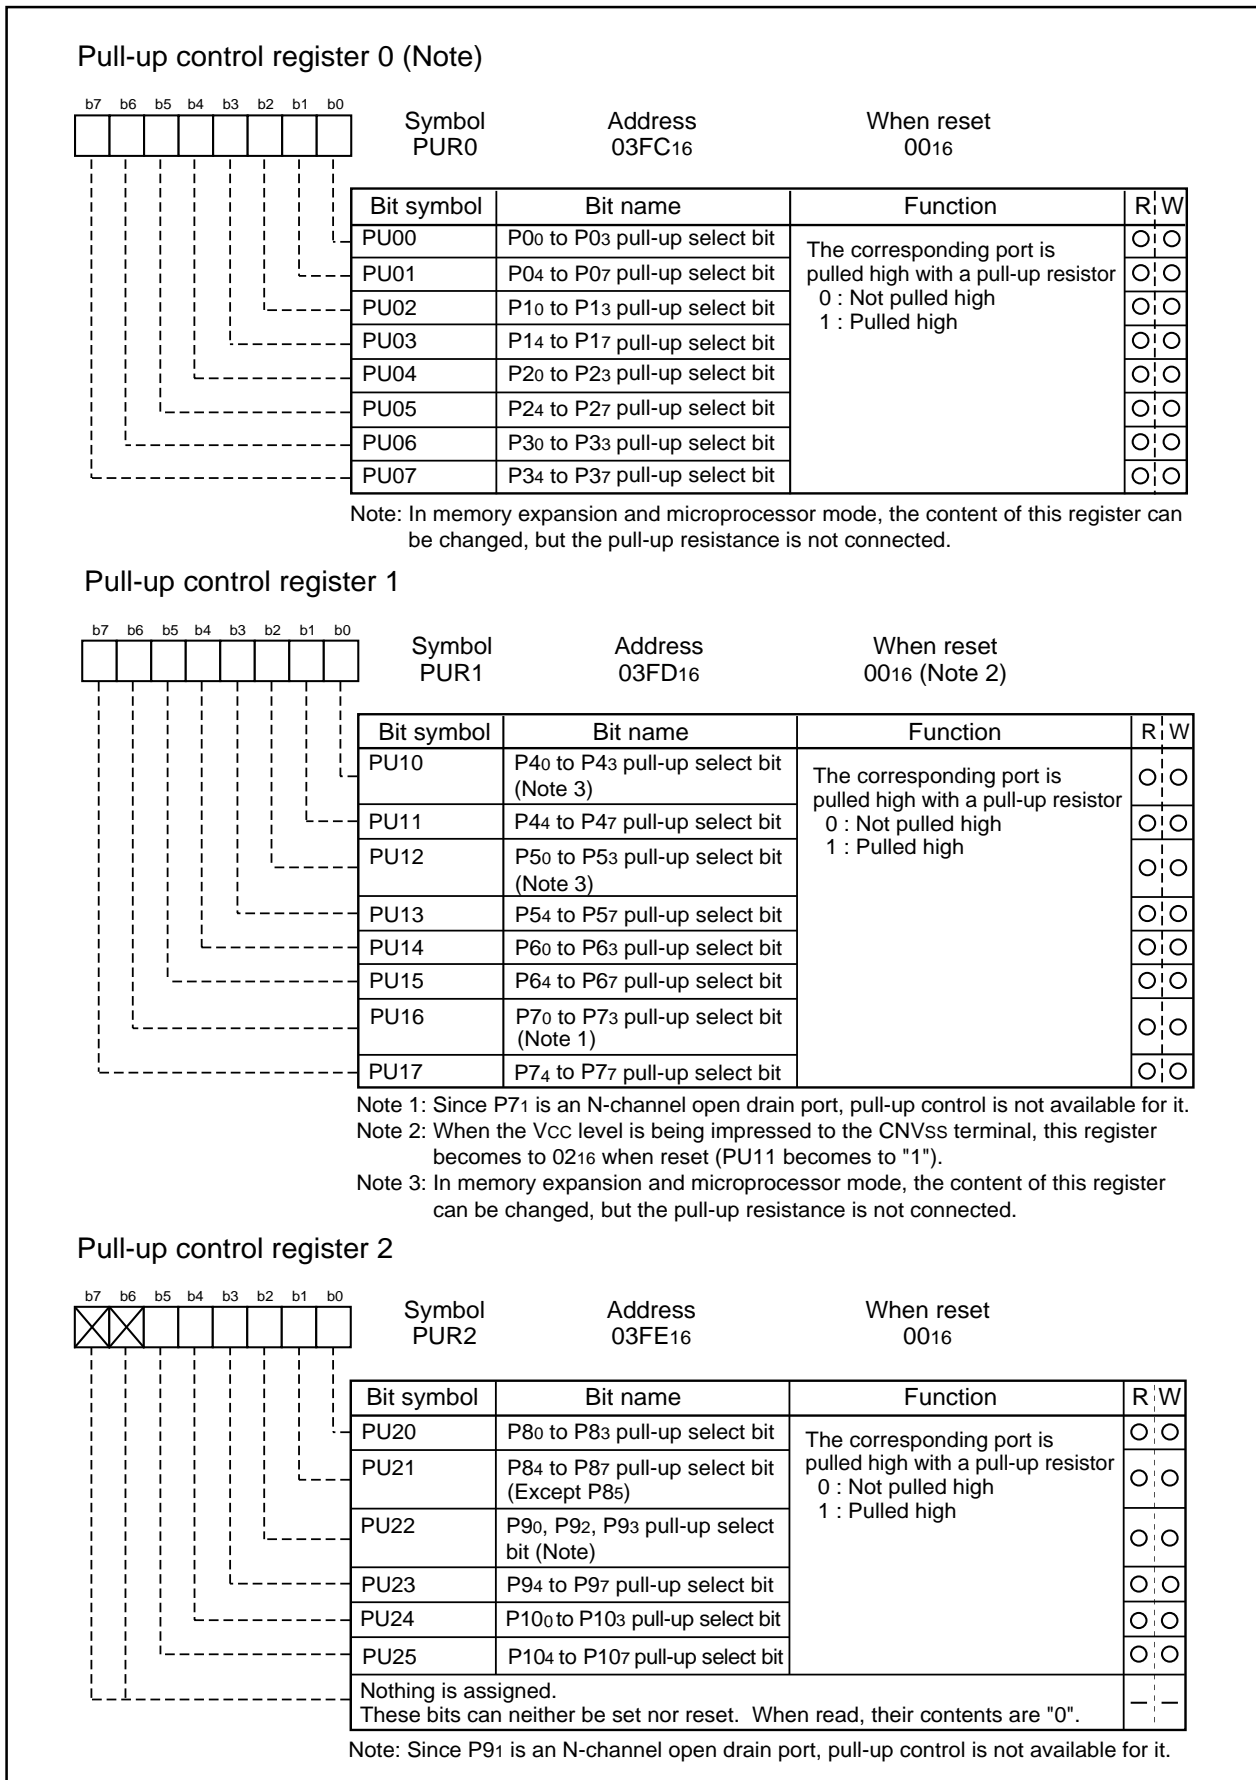 Pull-up control register 0 (Note)
b7 b6 b5 b4 b3 b2 b1 b0
Symbol Address When reset
PUR0 03FC16 0016
Bit symbol Bit name Function R W
PU00 P00 to P03 pull-up select bit
The corresponding port is
pulled high with a pull-up resistor
0 : Not pulled high
1 : Pulled high
PU01 P04 to P07 pull-up select bit
PU02 P10 to P13 pull-up select bit
PU03 P14 to P17 pull-up select bit
PU04 P20 to P23 pull-up select bit
PU05 P24 to P27 pull-up select bit
PU06 P30 to P33 pull-up select bit
PU07 P34 to P37 pull-up select bit
Note: In memory expansion and microprocessor mode, the content of this register can
be changed, but the pull-up resistance is not connected.
Pull-up control register 1
b7 b6 b5 b4 b3 b2 b1 b0
Symbol Address When reset
PUR1 03FD16 0016 (Note 2)
Bit symbol Bit name Function R W
PU10 P40 to P43 pull-up select bit
(Note 3)
The corresponding port is
pulled high with a pull-up resistor
0 : Not pulled high
1 : Pulled high
PU11 P44 to P47 pull-up select bit
PU12 P50 to P53 pull-up select bit
(Note 3)
PU13 P54 to P57 pull-up select bit
PU14 P60 to P63 pull-up select bit
PU15 P64 to P67 pull-up select bit
PU16 P70 to P73 pull-up select bit
(Note 1)
PU17 P74 to P77 pull-up select bit
Note 1: Since P71 is an N-channel open drain port, pull-up control is not available for it.
Note 2: When the VCC level is being impressed to the CNVSS terminal, this register
becomes to 0216 when reset (PU11 becomes to "1").
Note 3: In memory expansion and microprocessor mode, the content of this register
can be changed, but the pull-up resistance is not connected.
Pull-up control register 2
b7 b6 b5 b4 b3 b2 b1 b0
Symbol Address When reset
PUR2 03FE16 0016
Bit symbol Bit name Function R W
PU20 P80 to P83 pull-up select bit
The corresponding port is
pulled high with a pull-up resistor
0 : Not pulled high
1 : Pulled high
PU21 P84 to P87 pull-up select bit
(Except P85)
PU22 P90, P92, P93 pull-up select
bit (Note)
PU23 P94 to P97 pull-up select bit
PU24 P100 to P103 pull-up select bit
PU25 P104 to P107 pull-up select bit
Nothing is assigned.
These bits can neither be set nor reset. When read, their contents are "0".
Note: Since P91 is an N-channel open drain port, pull-up control is not available for it.